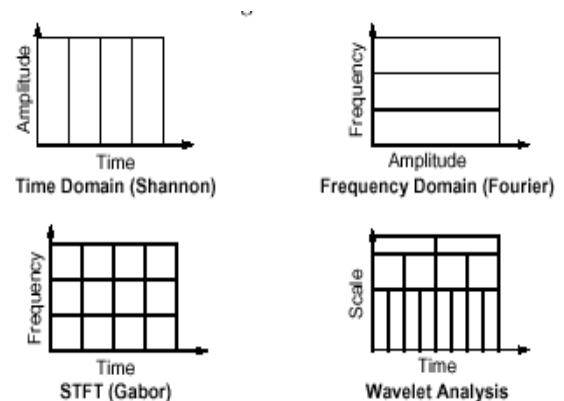 Amplitude
Time
Time Domain (Shannon)
Frequency
Amplitude
Frequency Domain (Fourier)
Frequency
Time
STFT (Gabor)
Scale
Time
Wavelet Analysis